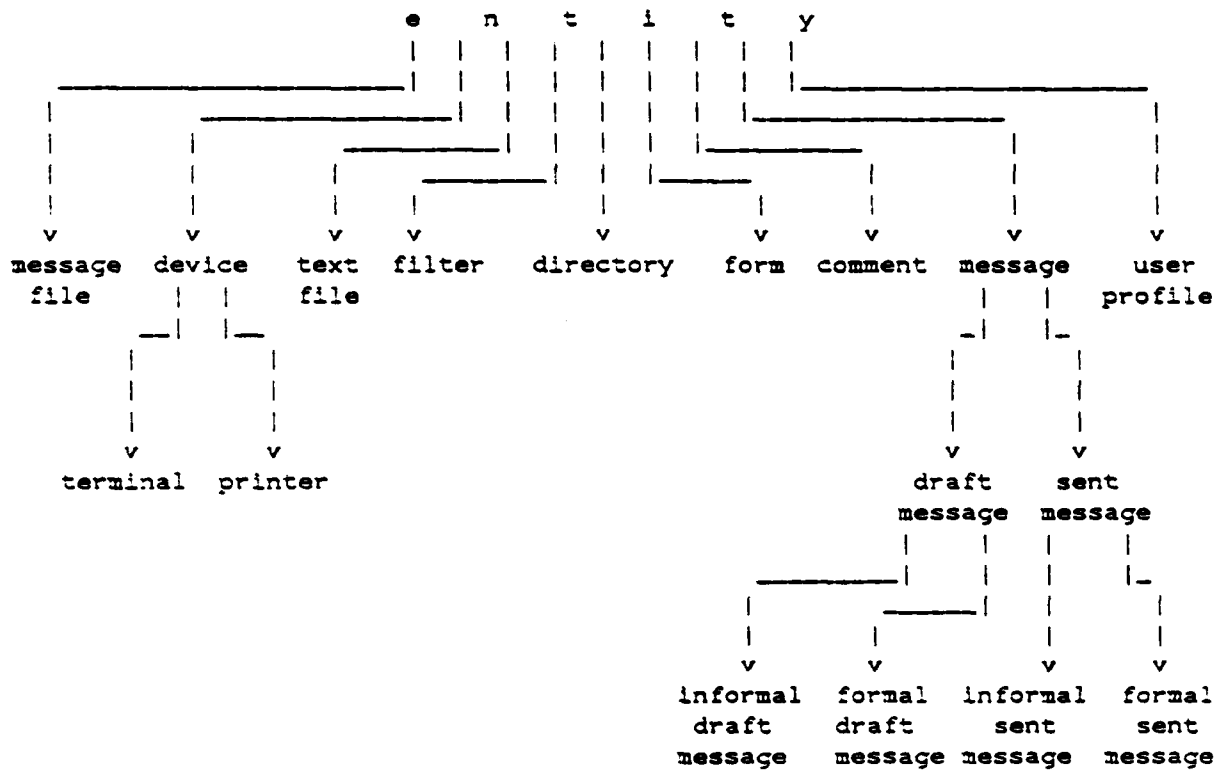 e n t i t y
message device text filter directory form comment message user
file file profile
terminal printer draft sent
message message
informal formal informal formal
draft draft sent sent
message message message message